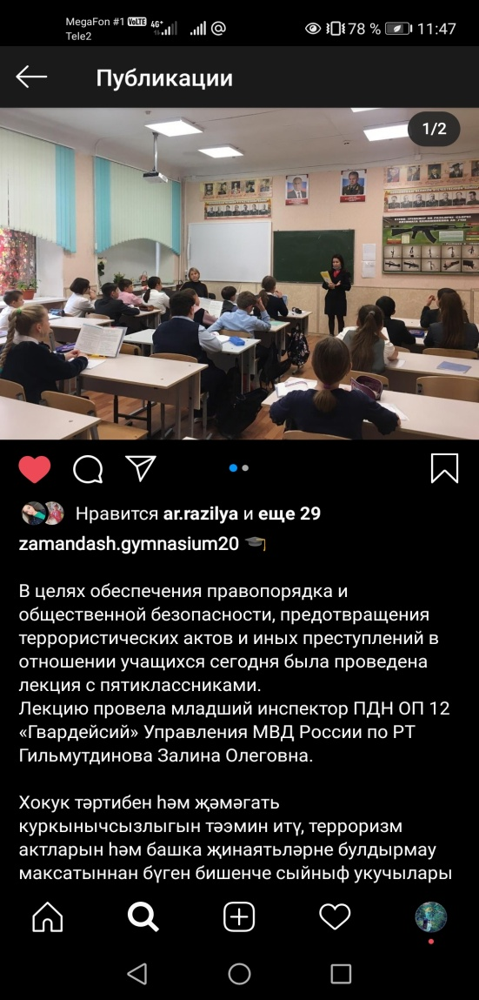 MegaFon #1 VoLTE 4G+ 78 % 11:47
Tele2
Публикации
1/2
Нравится ar.razilya и еще 29
zamandash.gymnasium20
В целях обеспечения правопорядка и
общественной безопасности, предотвращения
террористических актов и иных преступлений в
отношении учащихся сегодня была проведена
лекция с пятиклассниками.
Лекцию провела младший инспектор ПДН ОП 12
«Гвардейсий» Управления МВД России по РТ
Гильмутдинова Залина Олеговна.
Хокук тәртибен һәм җәмәгать
куркынычсызлыгын тәэмин итү, терроризм
актларын һәм башка җинаятьләрне булдырмау
максатыннан бүген бишенче сыйныф укучылары